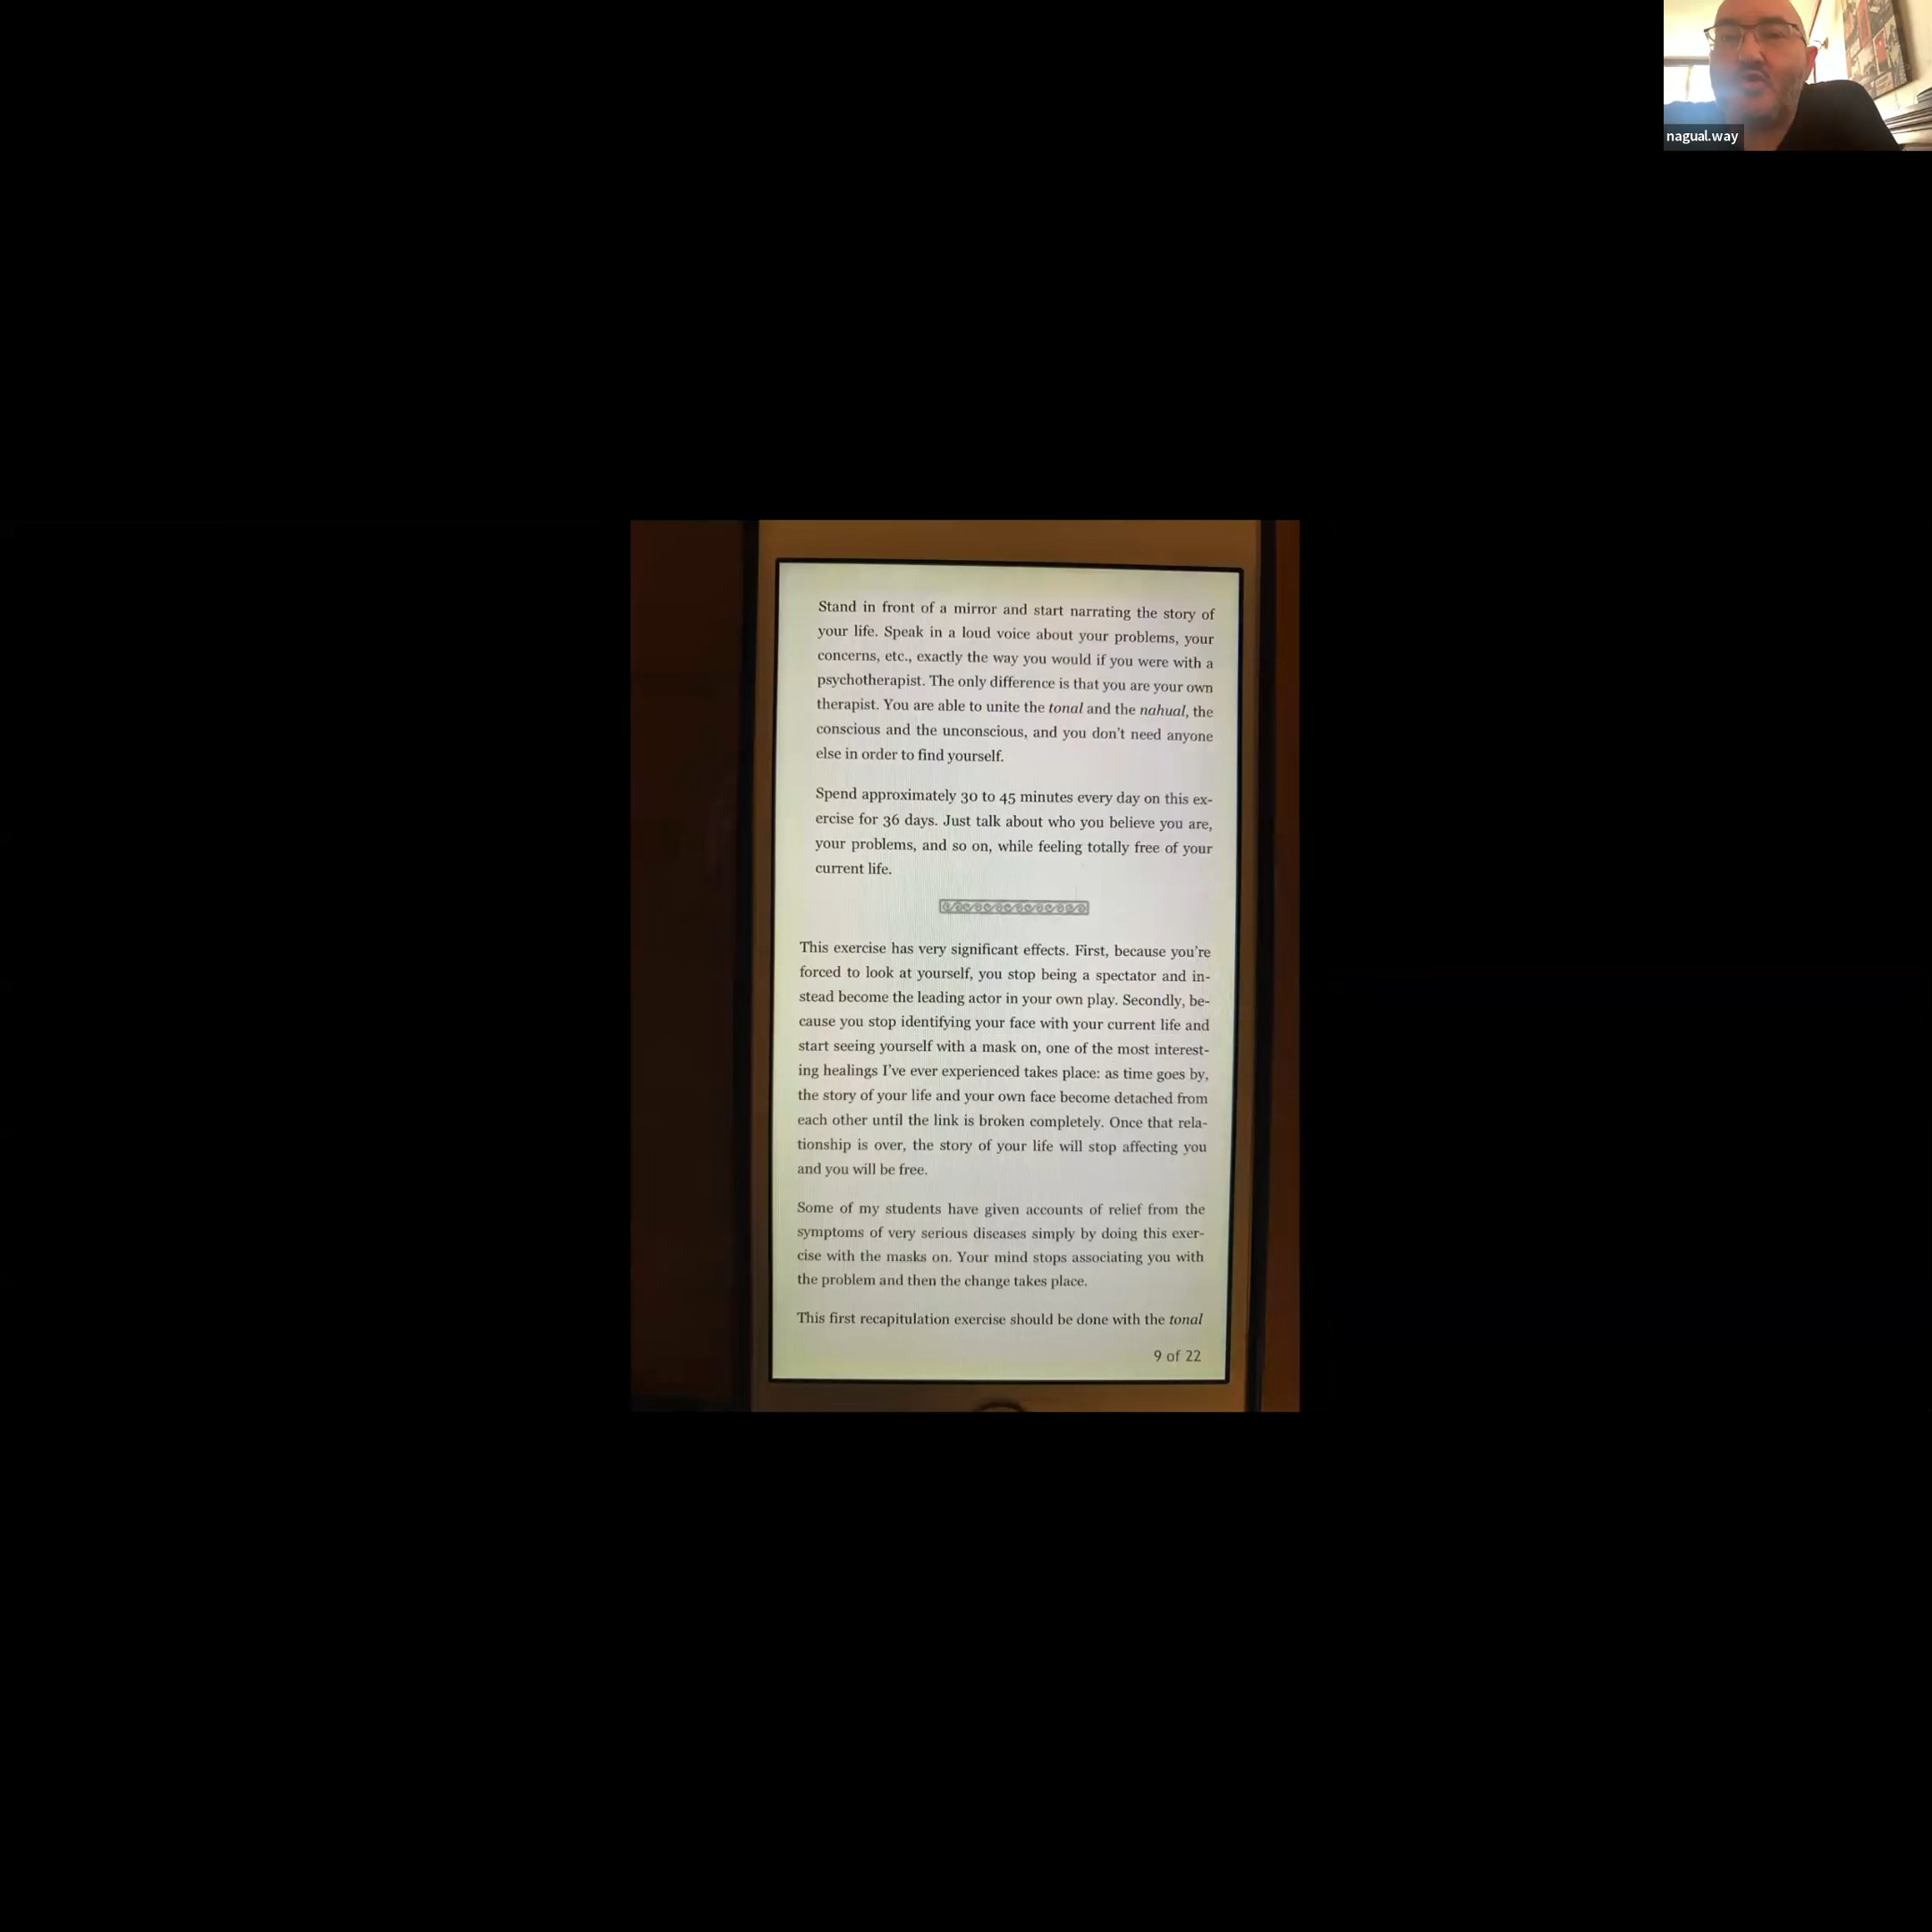 nagual.way
Stand in front of a mirror and start narrating the story of
your life. Speak in a loud voice about your problems, your
concerns, etc., exactly the way you would if you were with a
psychotherapist. The only difference is that you are your own
therapist. You are able to unite the tonal and the nahual, the
conscious and the unconscious, and you don’t need anyone
else in order to find yourself.
Spend approximately 30 to 45 minutes every day on this ex-
ercise for 36 days. Just talk about who you believe you are,
your problems, and so on, while feeling totally free of your
current life.
This exercise has very significant effects. First, because you’re
forced to look at yourself, you stop being a spectator and in-
stead become the leading actor in your own play. Secondly, be-
cause you stop identifying your face with your current life and
start seeing yourself with a mask on, one of the most interest-
ing healings I’ve ever experienced takes place: as time goes by,
the story of your life and your own face become detached from
each other until the link is broken completely. Once that rela-
tionship is over, the story of your life will stop affecting you
and you will be free.
Some of my students have given accounts of relief from the
symptoms of very serious diseases simply by doing this exer-
cise with the masks on. Your mind stops associating you with
the problem and then the change takes place.
This first recapitulation exercise should be done with the tonal
9 of 22